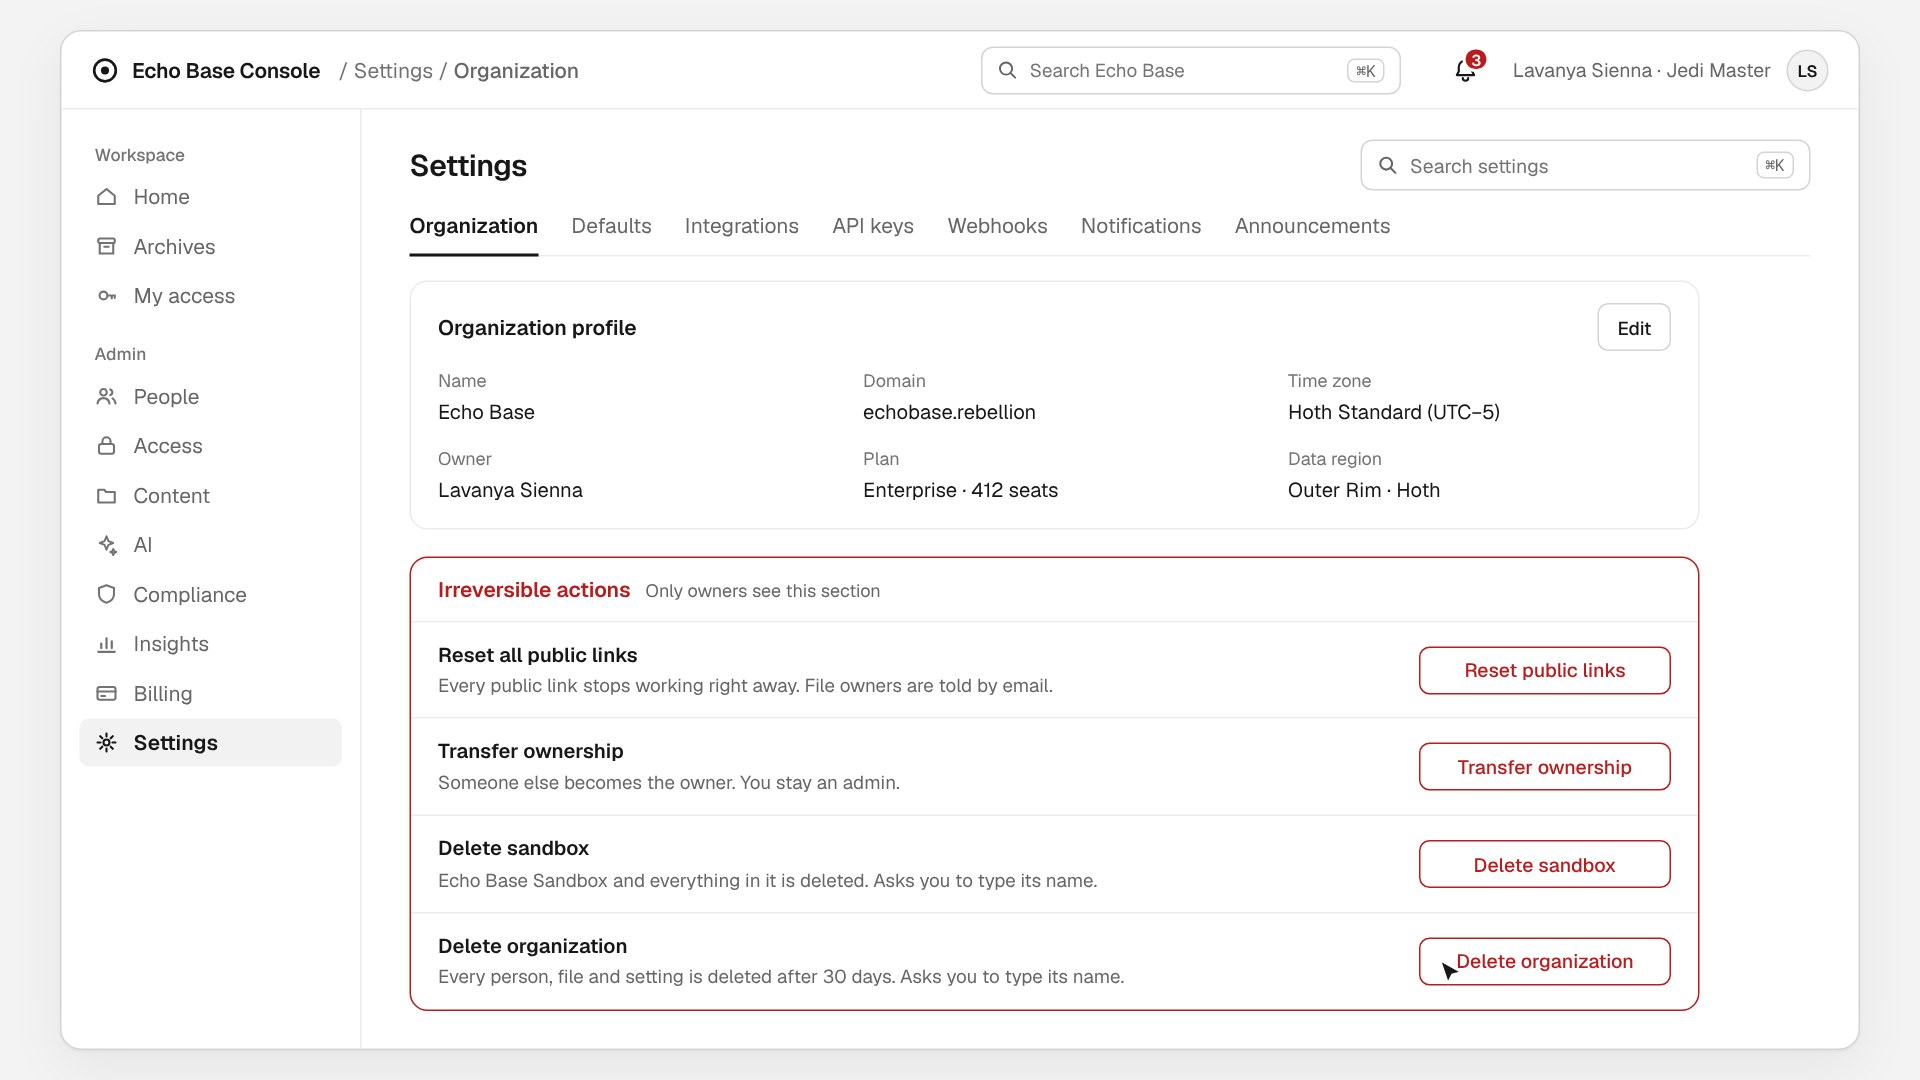 Echo Base Console / Settings / Organization
Search Echo Base ⌘K
3
Lavanya Sienna · Jedi Master LS
Workspace
Home
Archives
My access
Admin
People
Access
Content
AI
Compliance
Insights
Billing
Settings
Settings
Search settings ⌘K
Organization Defaults Integrations API keys Webhooks Notifications Announcements
Organization profile
Edit
Name Domain Time zone
Echo Base echobase.rebellion Hoth Standard (UTC−5)
Owner Plan Data region
Lavanya Sienna Enterprise · 412 seats Outer Rim · Hoth
Irreversible actions Only owners see this section
Reset all public links
Every public link stops working right away. File owners are told by email.
Reset public links
Transfer ownership
Someone else becomes the owner. You stay an admin.
Transfer ownership
Delete sandbox
Echo Base Sandbox and everything in it is deleted. Asks you to type its name.
Delete sandbox
Delete organization
Every person, file and setting is deleted after 30 days. Asks you to type its name.
Delete organization